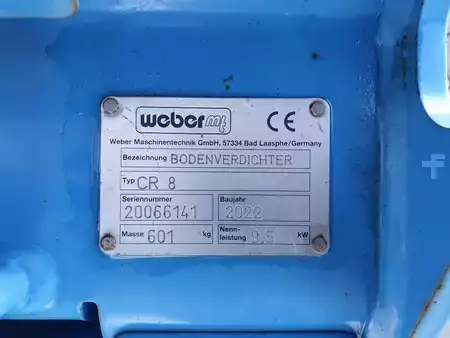 weber mt CE
Weber Maschinentechnik GmbH, 57334 Bad Laasphe/Germany
Bezeichnung BODENVERDICHTER
Typ CR 8
Seriennummer Baujahr
20066141 2022
Masse 601 kg Nenn-leistung 9.5 kW